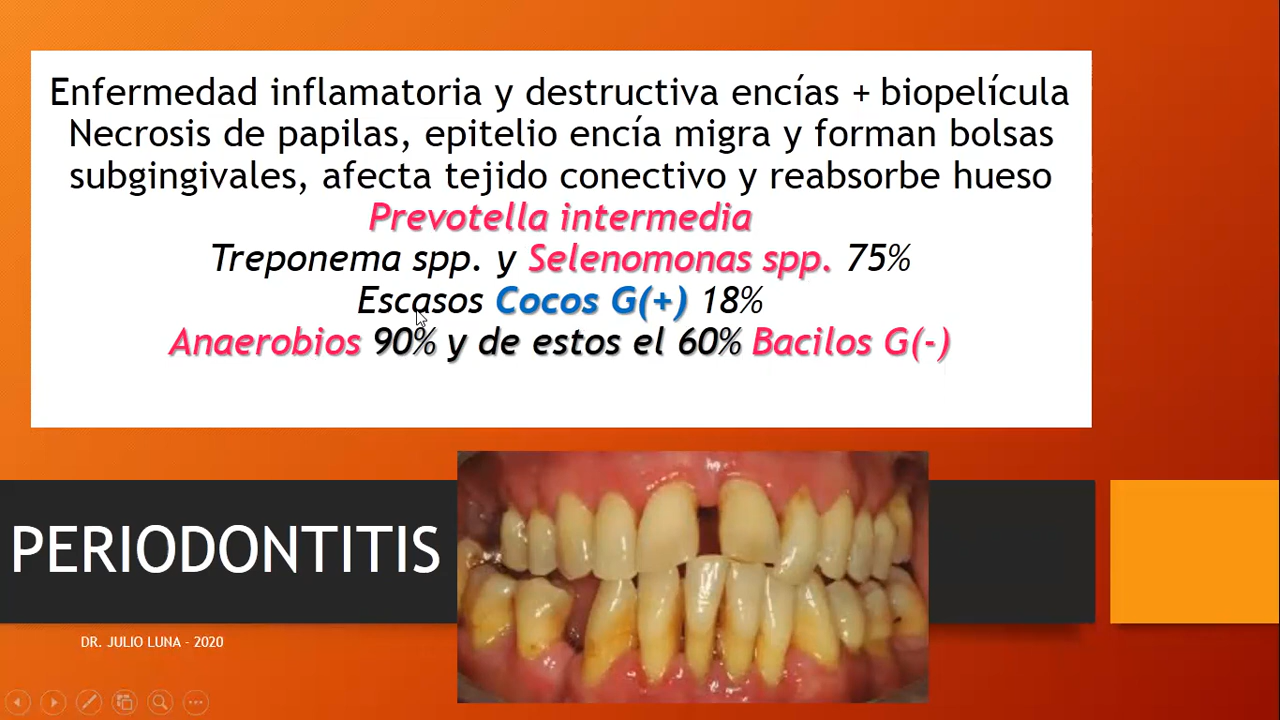 Enfermedad inflamatoria y destructiva encías + biopelícula
Necrosis de papilas, epitelio encía migra y forman bolsas
subgingivales, afecta tejido conectivo y reabsorbe hueso
Prevotella intermedia
Treponema spp. y Selenomonas spp. 75%
Escasos Cocos G(+) 18%
Anaerobios 90% y de estos el 60% Bacilos G(-)
PERIODONTITIS
DR. JULIO LUNA - 2020